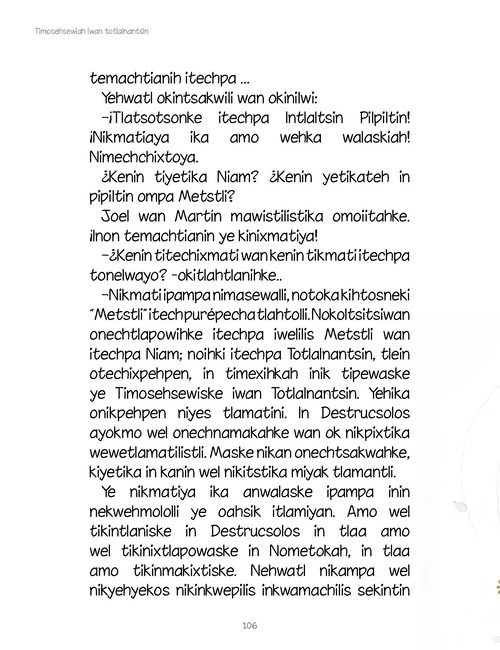 Timosehsewiah iwan totlalnantsin
temachtianih itechpa ...
Yehwatl okintsakwili wan okinilwi:
–¡Tlatsotsonke itechpa Intlaltsin Pilpiltin!
¡Nikmatiaya ika amo wehka walaskiah!
Nimechchixtoya.
¿Kenin tiyetika Niam? ¿Kenin yetikateh in
pipiltin ompa Metstli?
Joel wan Martin mawistilistika omoiitahke.
¡Inon temachtianin ye kinixmatiya!
–¿Kenin titechixmati wan kenin tikmati itechpa
tonelwayo? –okitlahtlanihke..
–Nikmati ipampa nimasewalli, notoka kihtosneki
“Metstli” itech purépecha tlahtolli. Nokoltsitsiwan
onechtlapowihke itechpa iwelilis Metstli wan
itechpa Niam; noihki itechpa Totlalnantsin, tlein
otechixpehpen, in timexihkah inik tipewaske
ye Timosehsewiske iwan Totlalnantsin. Yehika
onikpehpen niyes tlamatini. In Destrucsolos
ayokmo wel onechnamakahke wan ok nikpixtika
wewetlamatilistli. Maske nikan onechtsakwahke,
kiyetika in kanin wel nikitstika miyak tlamantli.
Ye nikmatiya ika anwalaske ipampa inin
nekwehmololli ye oahsik itlamiyan. Amo wel
tikintlaniske in Destrucsolos in tlaa amo
wel tikinixtlapowaske in Nometokah, in tlaa
amo tikinmakixtiske. Nehwatl nikampa wel
nikyehyekos nikinkwepilis inkwamachilis sekintin
106